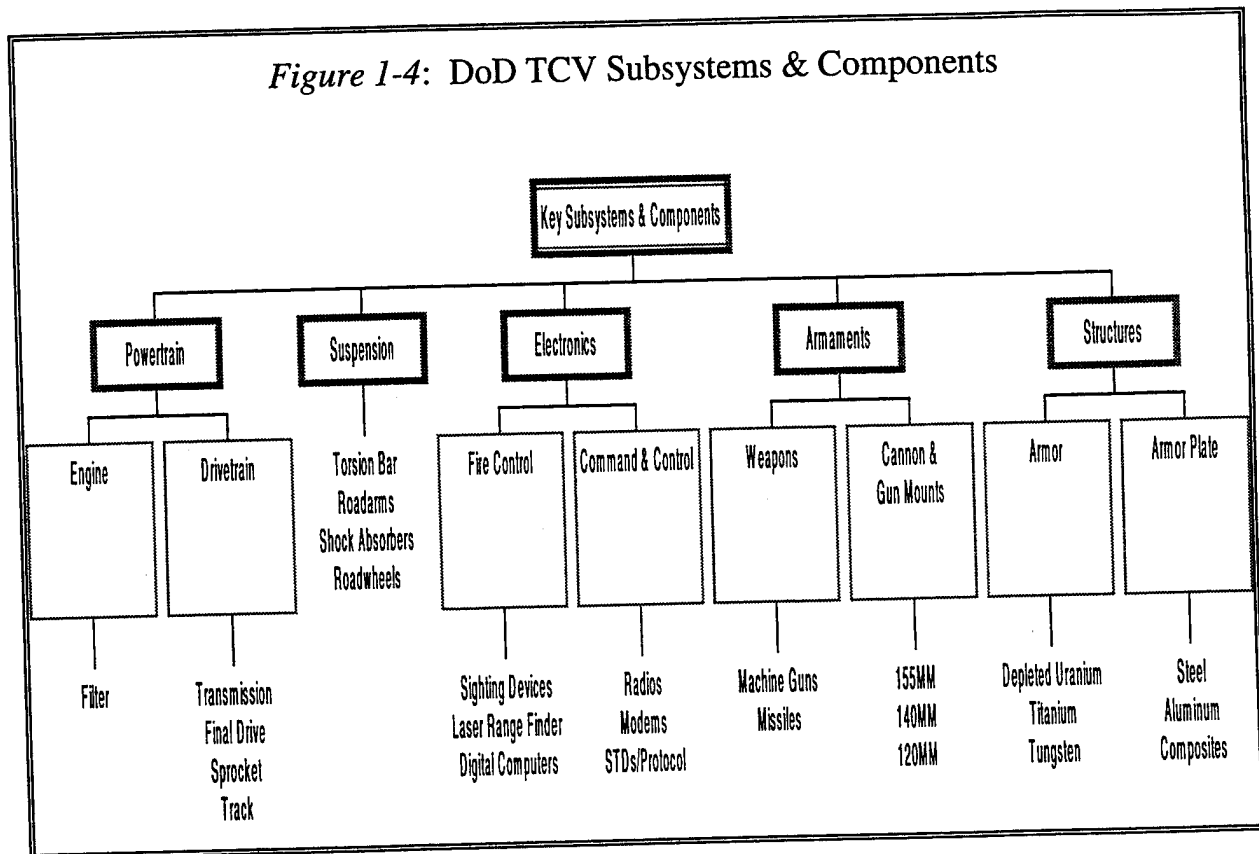 Figure 1-4: DoD TCV Subsystems & Components
Key Subsystems & Components
Powertrain
Suspension
Electronics
Armaments
Structures
Engine
Drivetrain
Torsion Bar
Roadarms
Shock Absorbers
Roadwheels
Fire Control
Command & Control
Weapons
Cannon &
Gun Mounts
Armor
Armor Plate
Filter
Transmission
Final Drive
Sprocket
Track
Sighting Devices
Laser Range Finder
Digital Computers
Radios
Modems
STDs/Protocol
Machine Guns
Missiles
155MM
140MM
120MM
Depleted Uranium
Titanium
Tungsten
Steel
Aluminum
Composites